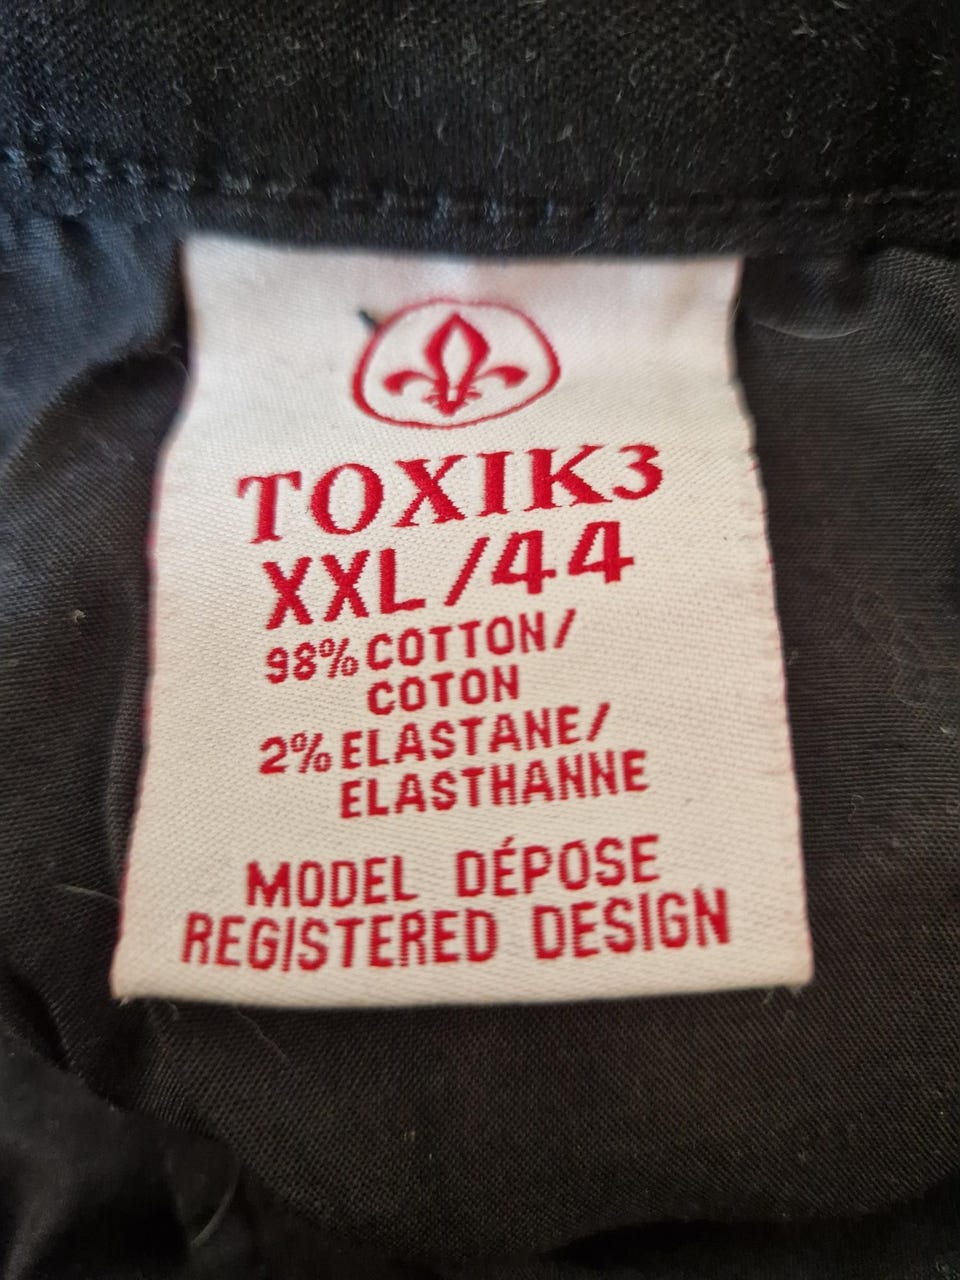 TOXIK3
XXL/44
98% COTTON/
COTON
2% ELASTANE/
ELASTHANNE
MODEL DÉPOSE
REGISTERED DESIGN